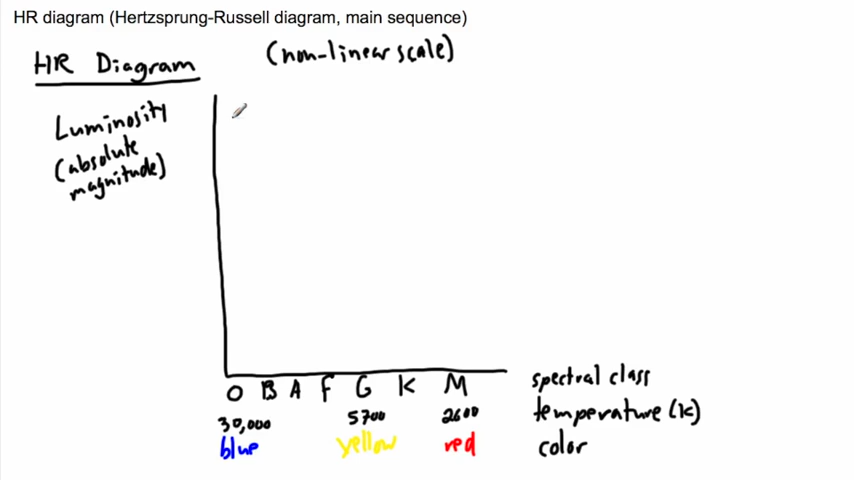 HR diagram (Hertzsprung-Russell diagram, main sequence)
HR Diagram (non-linear scale)
Luminosity
(absolute
magnitude)
O B A F G K M spectral class
30,000 5700 2600 temperature (K)
blue yellow red color